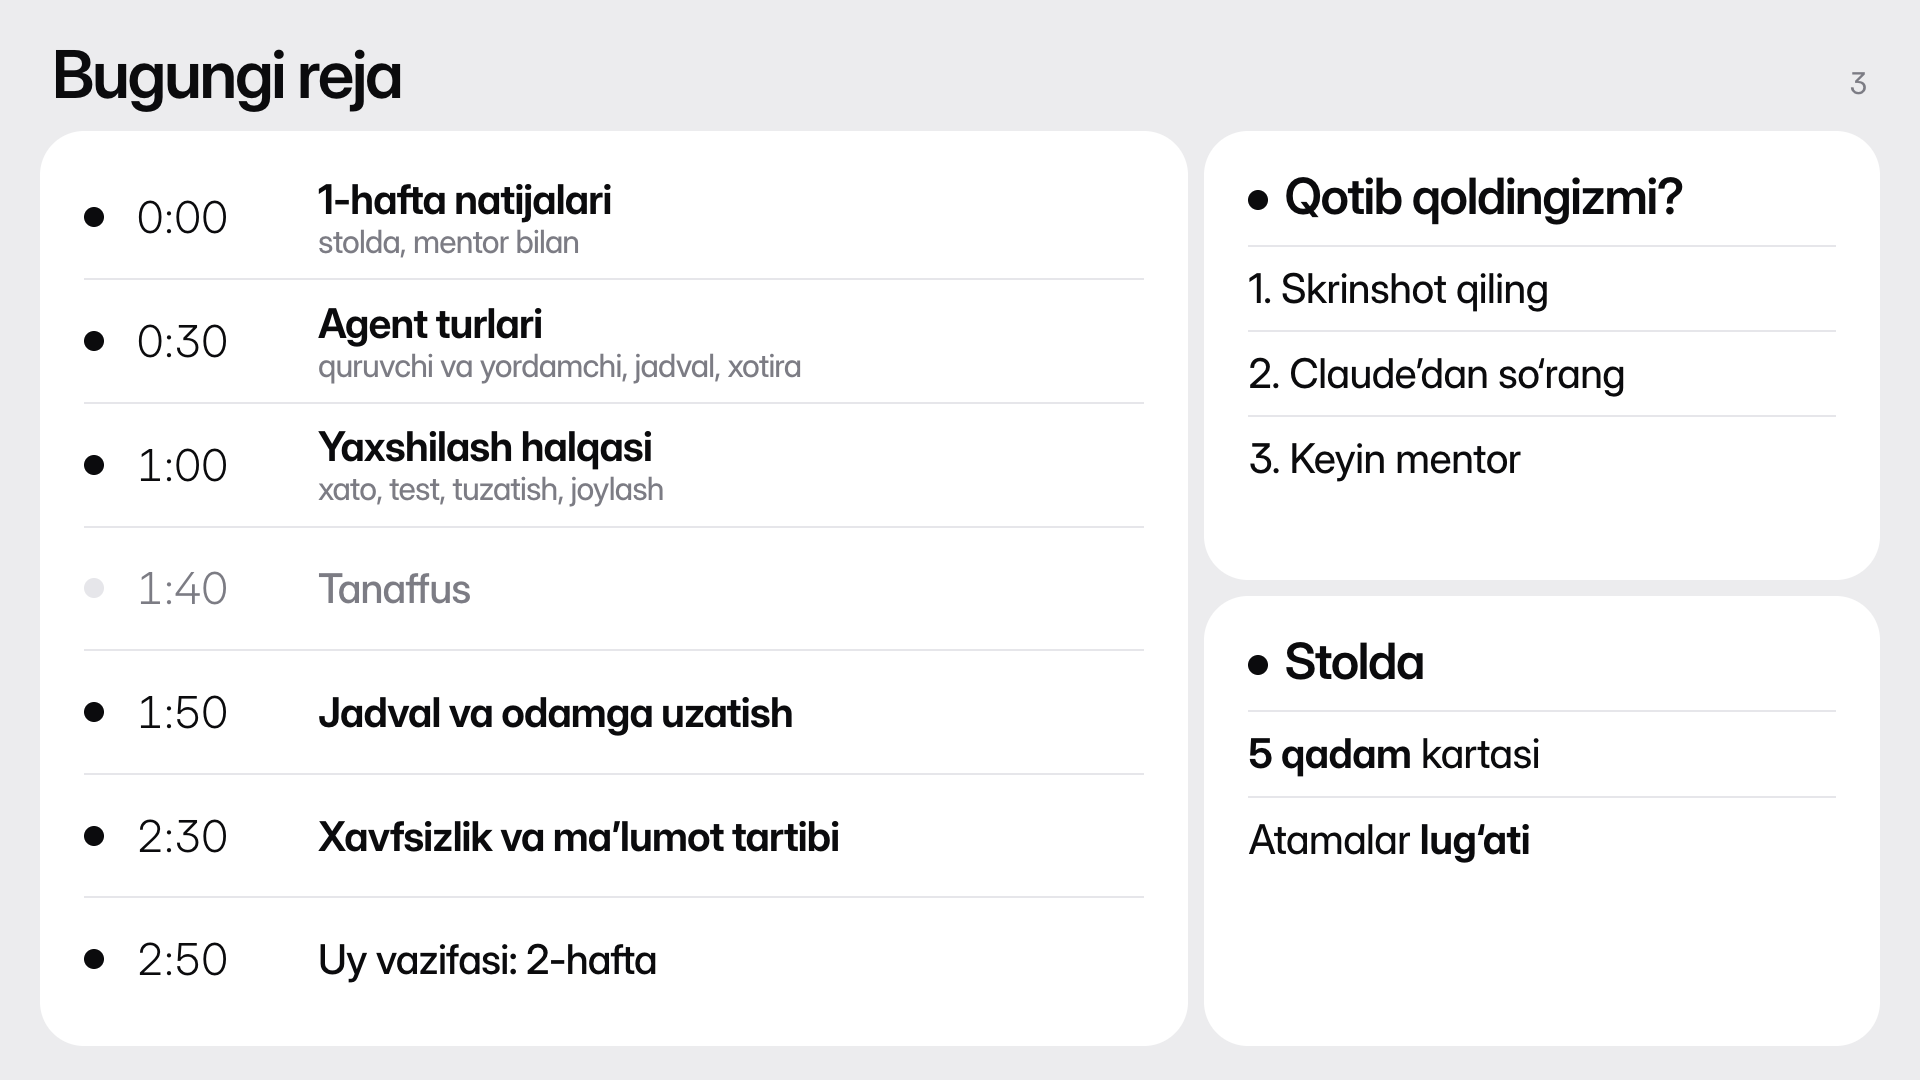 Bugungi reja
3
0:00
1-hafta natijalari
stolda, mentor bilan
0:30
Agent turlari
quruvchi va yordamchi, jadval, xotira
1:00
Yaxshilash halqasi
xato, test, tuzatish, joylash
1:40
Tanaffus
1:50
Jadval va odamga uzatish
2:30
Xavfsizlik va ma’lumot tartibi
2:50
Uy vazifasi: 2-hafta
Qotib qoldingizmi?
1. Skrinshot qiling
2. Claude’dan so‘rang
3. Keyin mentor
Stolda
5 qadam kartasi
Atamalar lug‘ati